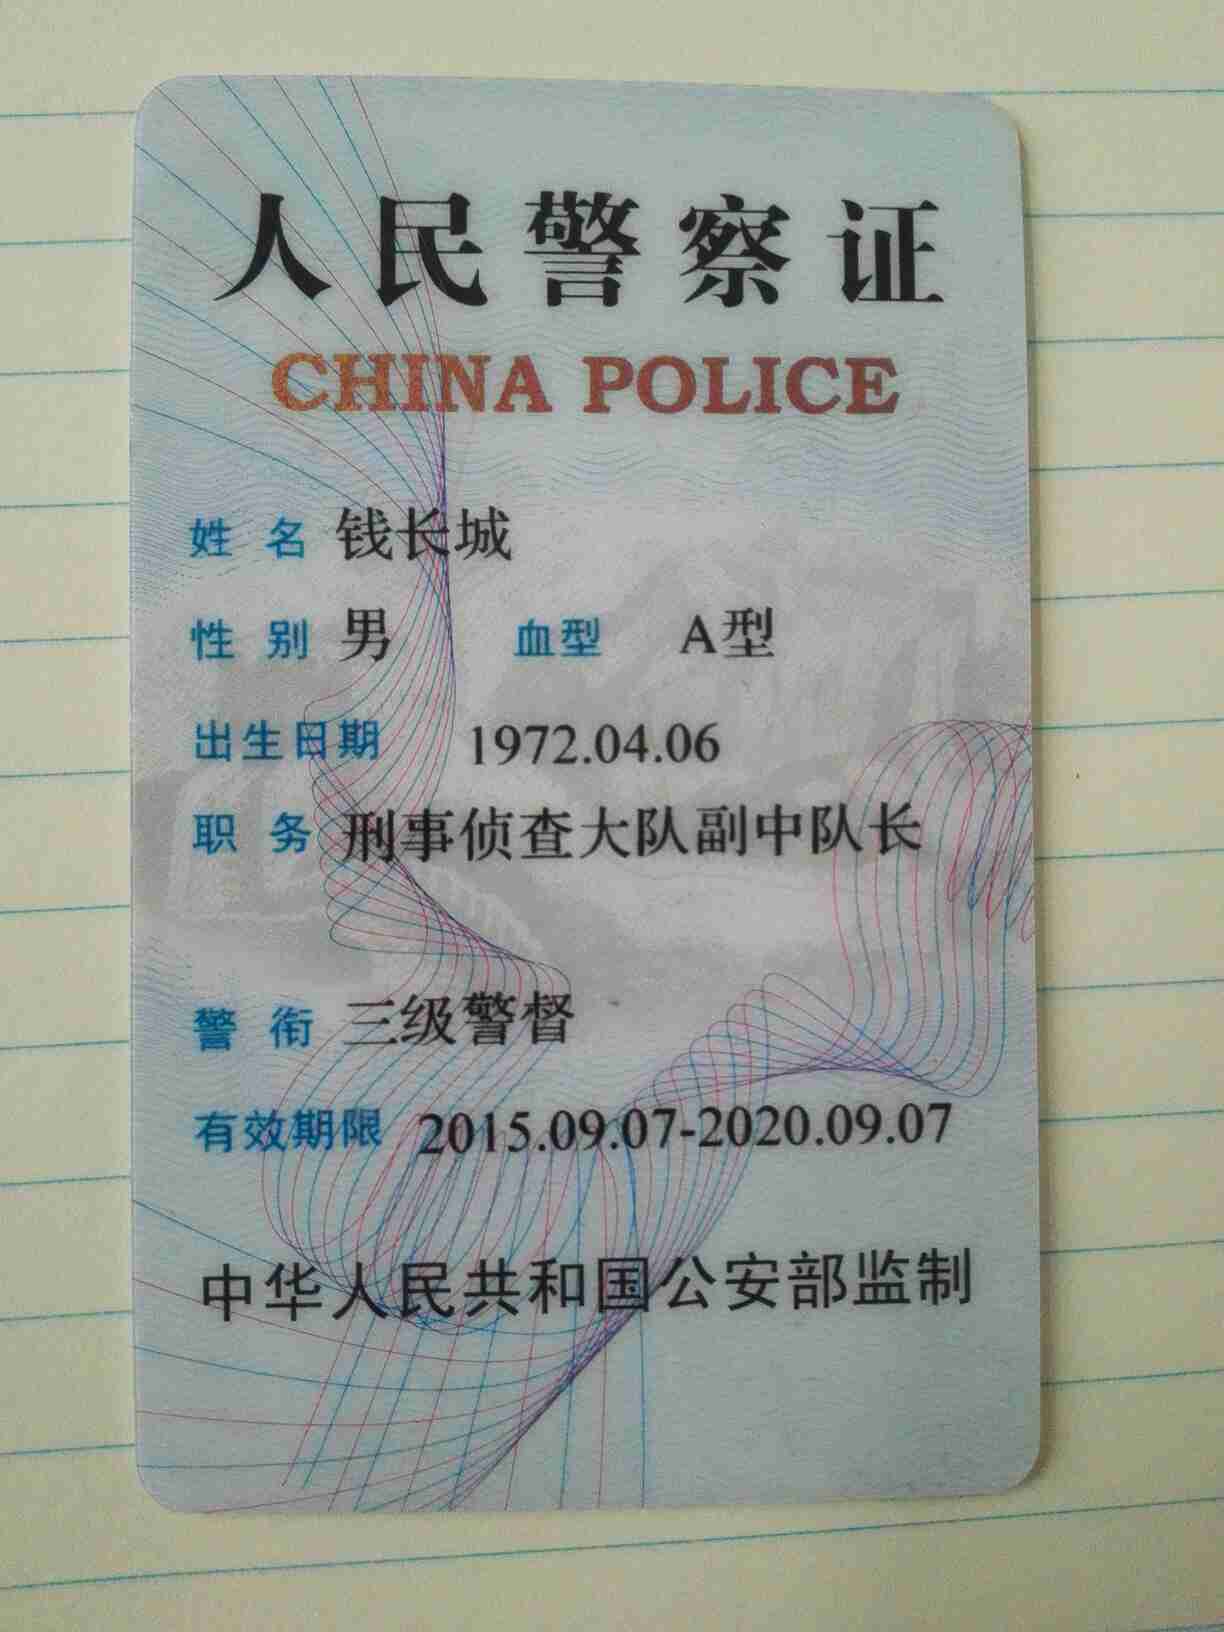 人民警察证
CHINA POLICE
姓名 钱长城
性别 男 血型 A型
出生日期 1972.04.06
职务 刑事侦查大队副中队长
警衔 三级警督
有效期限 2015.09.07-2020.09.07
中华人民共和国公安部监制